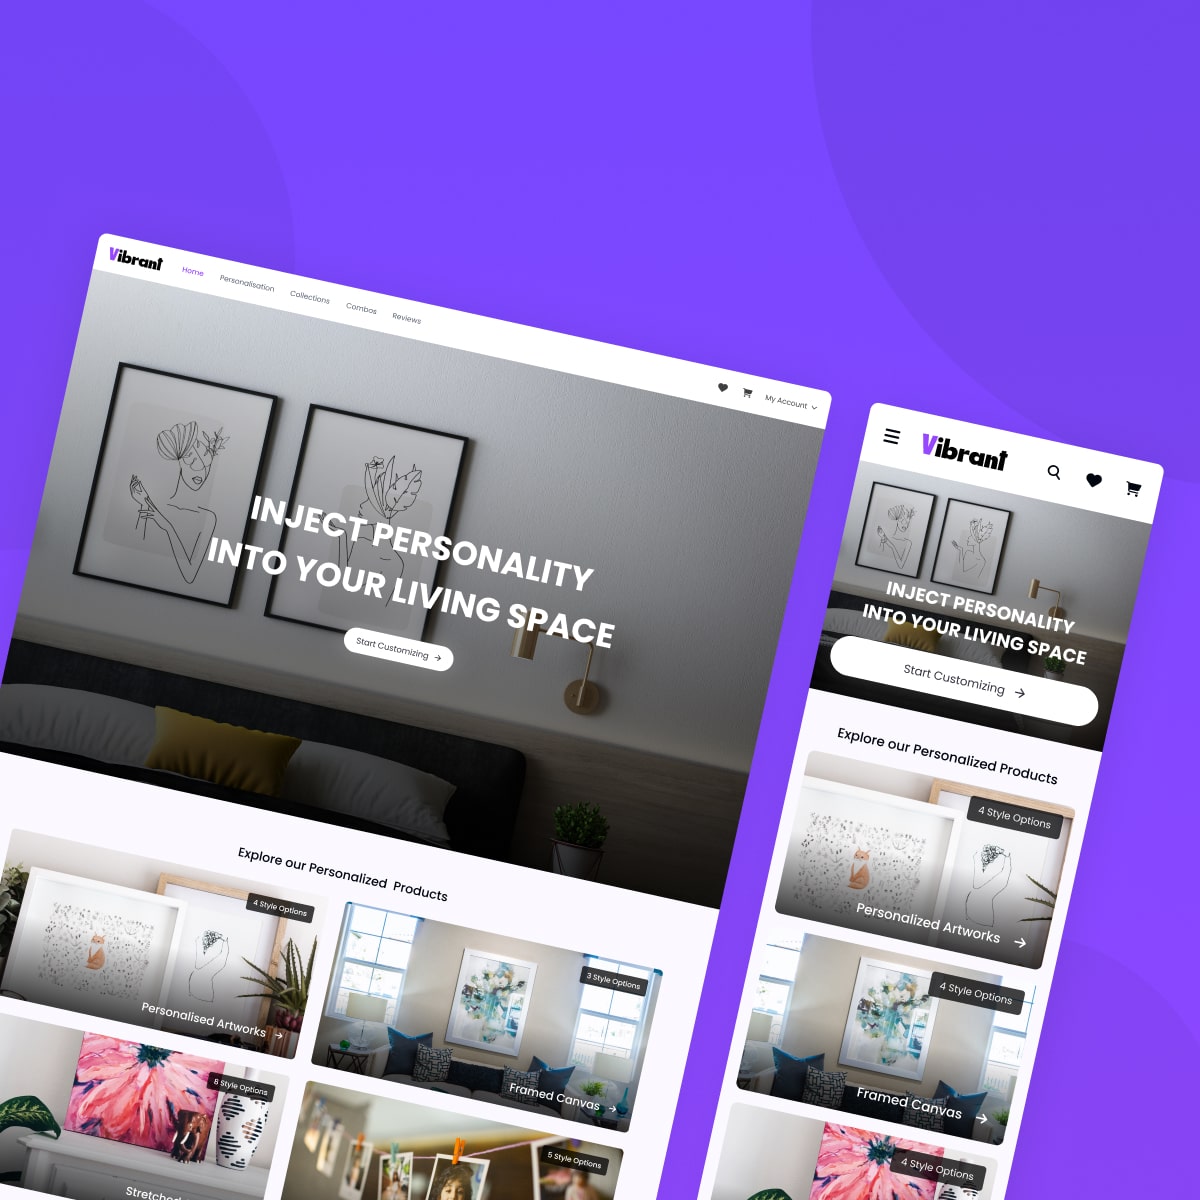 Vibrant
Home
Personalisation
Collections
Combos
Reviews
My Account
INJECT PERSONALITY
INTO YOUR LIVING SPACE
Start Customizing
Explore our Personalized Products
4 Style Options
Personalised Artworks
3 Style Options
Framed Canvas
8 Style Options
Stretched
5 Style Options
Vibrant
INJECT PERSONALITY
INTO YOUR LIVING SPACE
Start Customizing
Explore our Personalized Products
4 Style Options
Personalized Artworks
4 Style Options
Framed Canvas
4 Style Options